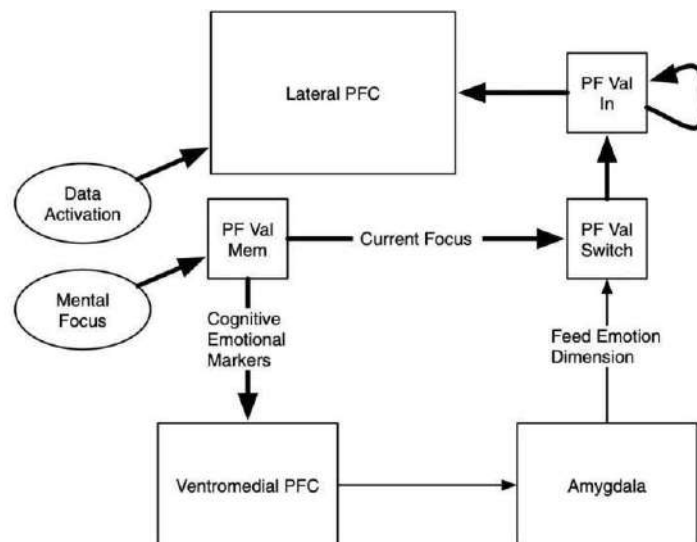 Lateral PFC
PF Val
In
Data
Activation
PF Val
Mem
Current Focus
PF Val
Switch
Mental
Focus
Cognitive
Emotional
Markers
Feed Emotion
Dimension
Ventromedial PFC
Amygdala